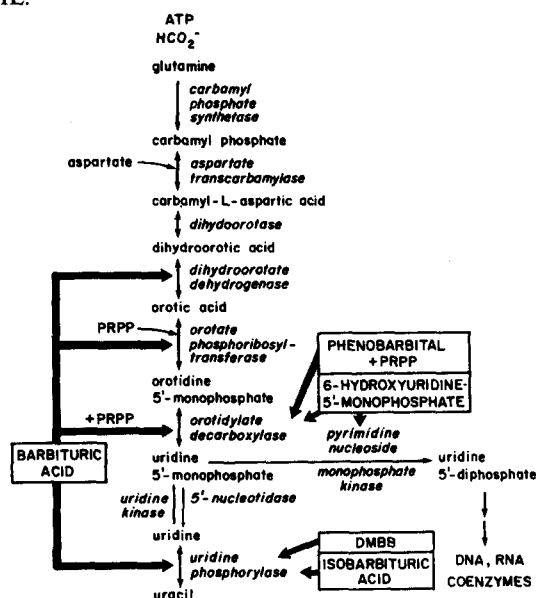 IE.
ATP
HCO₂⁻
glutamine
carbamyl
phosphate
synthetase
carbamyl phosphate
aspartate
aspartate
transcarbamylase
carbamyl-L-aspartic acid
dihydoorotase
dihydroorotic acid
dihydroorotate
dehydrogenase
orotic acid
PRPP
orotate
phosphoribosyl-
transferase
orotidine
5'-monophosphate
+PRPP
orotidylate
decarboxylase
PHENOBARBITAL
+PRPP
6-HYDROXYURIDINE-
5'-MONOPHOSPHATE
BARBITURIC
ACID
uridine
5'-monophosphate
pyrimidine
nucleoside
monophosphate
kinase
uridine
5'-diphosphate
uridine
kinase
5'-nucleotidase
uridine
uridine
phosphorylase
DMBB
ISOBARBITURIC
ACID
DNA, RNA
COENZYMES
uracil